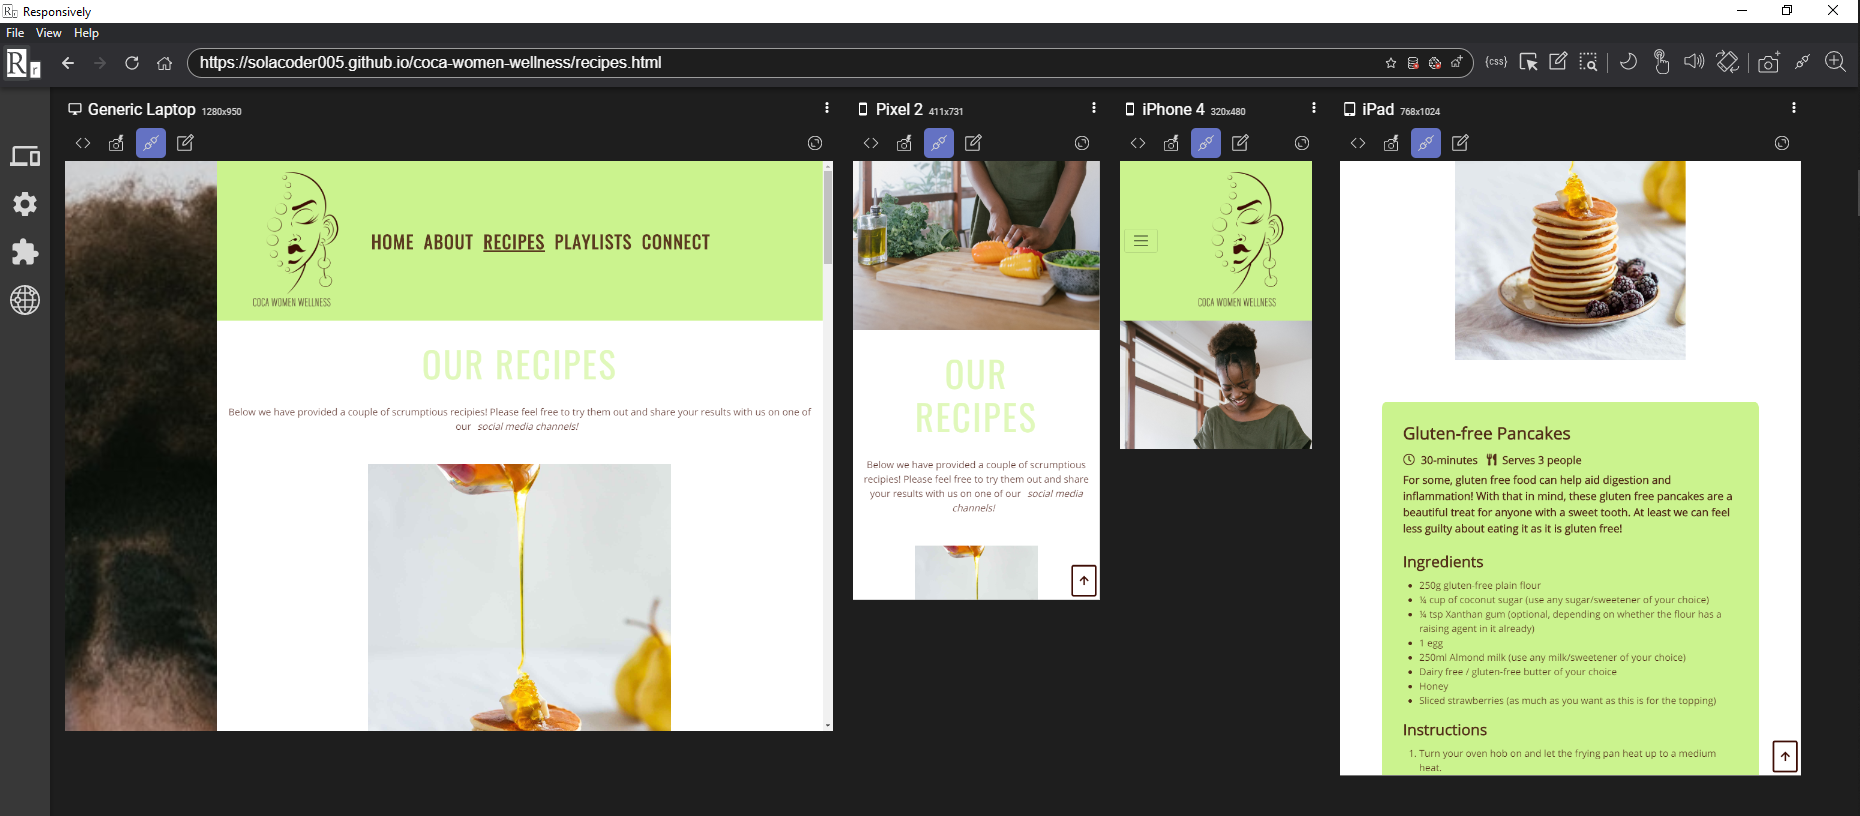 Responsively
File View Help
https://solacoder005.github.io/coca-women-wellness/recipes.html
{css}
Generic Laptop 1280x950
COCA WOMEN WELLNESS
HOME ABOUT RECIPES PLAYLISTS CONNECT
OUR RECIPES
Below we have provided a couple of scrumptious recipies! Please feel free to try them out and share your results with us on one of
our social media channels!
Pixel 2 411x731
OUR
RECIPES
Below we have provided a couple of scrumptious
recipies! Please feel free to try them out and share
your results with us on one of our social media
channels!
iPhone 4 320x480
COCA WOMEN WELLNESS
iPad 768x1024
Gluten-free Pancakes
30-minutes Serves 3 people
For some, gluten free food can help aid digestion and
inflammation! With that in mind, these gluten free pancakes are a
beautiful treat for anyone with a sweet tooth. At least we can feel
less guilty about eating it as it is gluten free!
Ingredients
250g gluten-free plain flour
¼ cup of coconut sugar (use any sugar/sweetener of your choice)
¼ tsp Xanthan gum (optional, depending on whether the flour has a
raising agent in it already)
1 egg
250ml Almond milk (use any milk/sweetener of your choice)
Dairy free / gluten-free butter of your choice
Honey
Sliced strawberries (as much as you want as this is for the topping)
Instructions
1. Turn your oven hob on and let the frying pan heat up to a medium
heat.